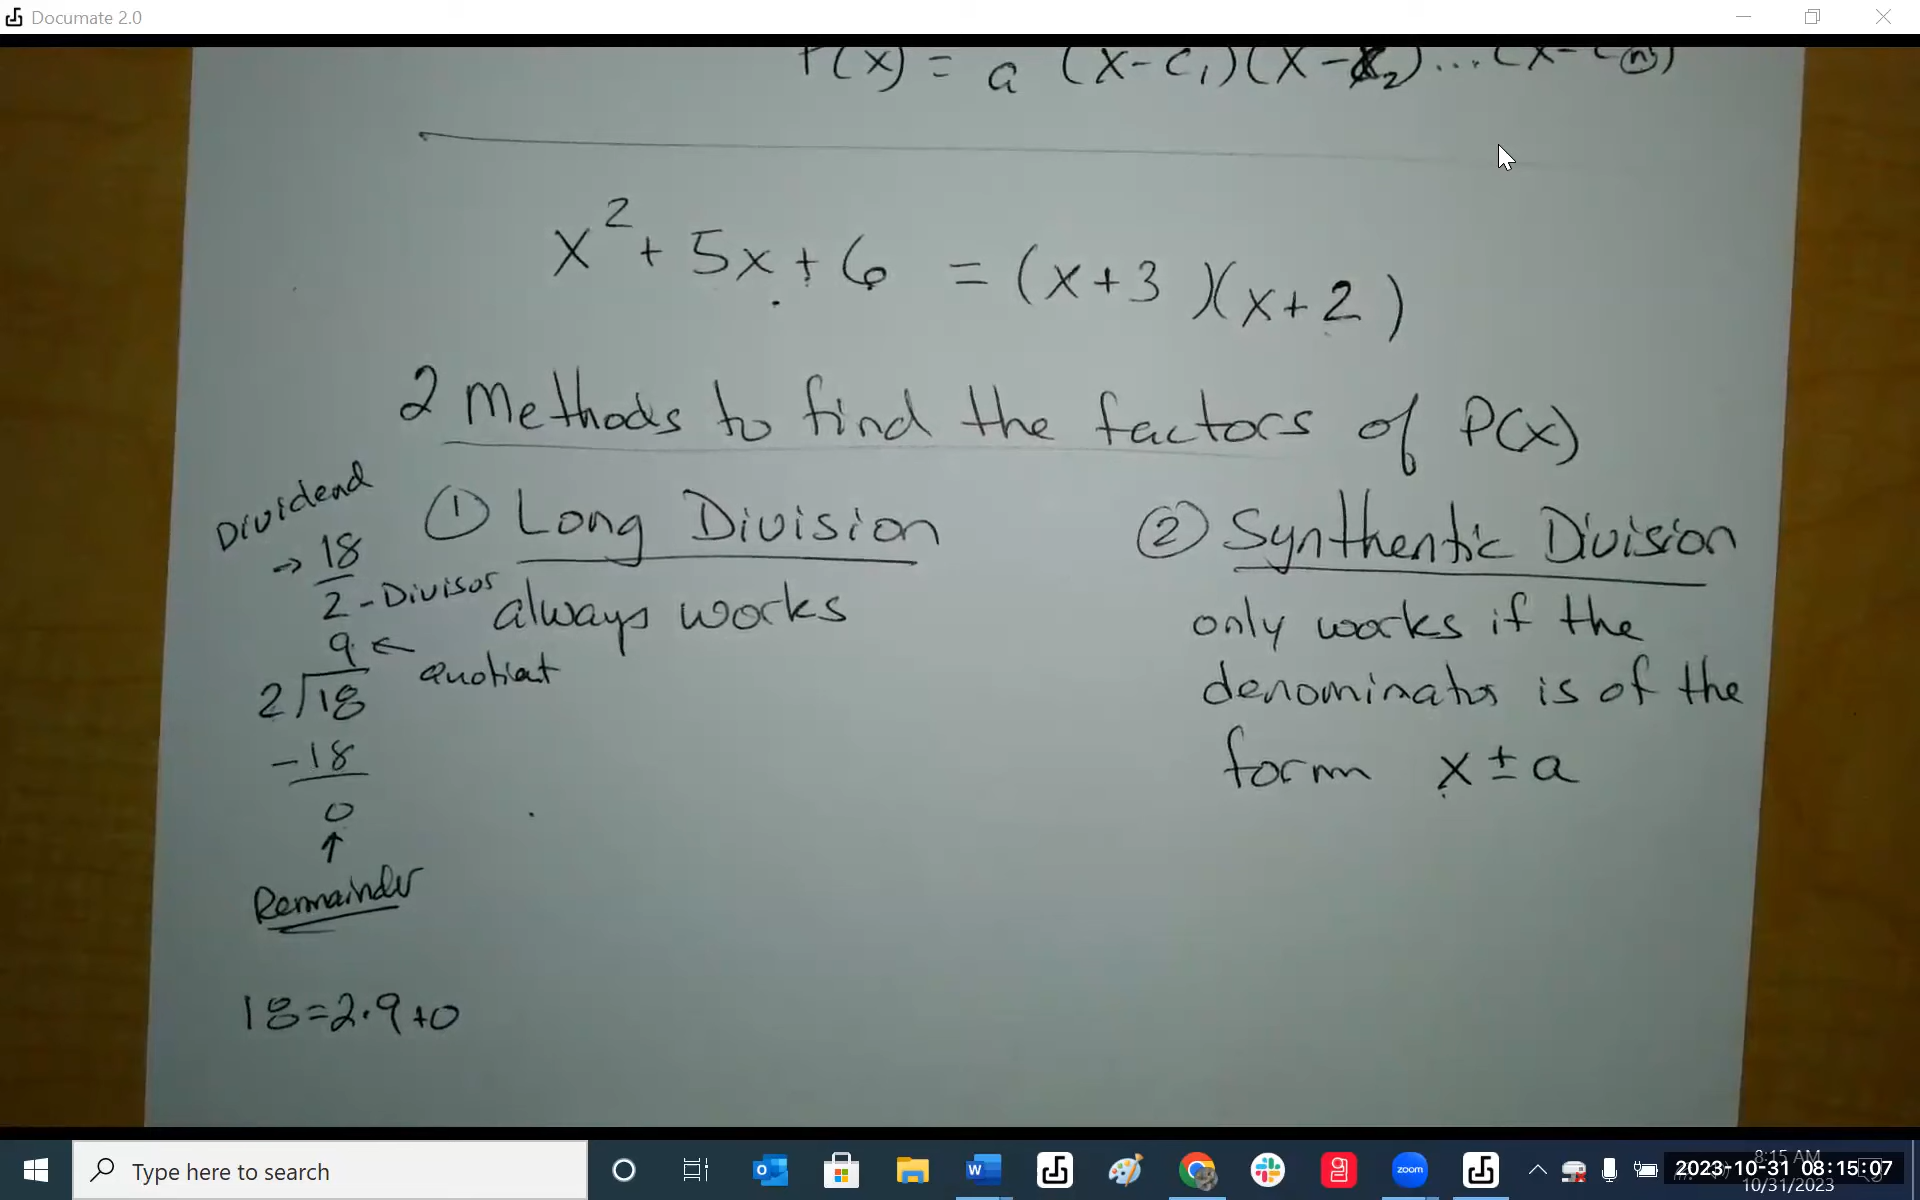 Documate 2.0
P(x) = a (x-c₁)(x-c₂)...(x-cₙ)
x² + 5x + 6 = (x+3)(x+2)
2 Methods to find the factors of P(x)
Dividend
→ 18
2 - Divisor
9 ←
Quotient
2 18
-18
0
↑
Remainder
18=2·9+0
① Long Division
always works
② Synthentic Division
only works if the
denominator is of the
form x ± a
Type here to search
8:15 AM
2023-10-31 08:15:07
10/31/2023